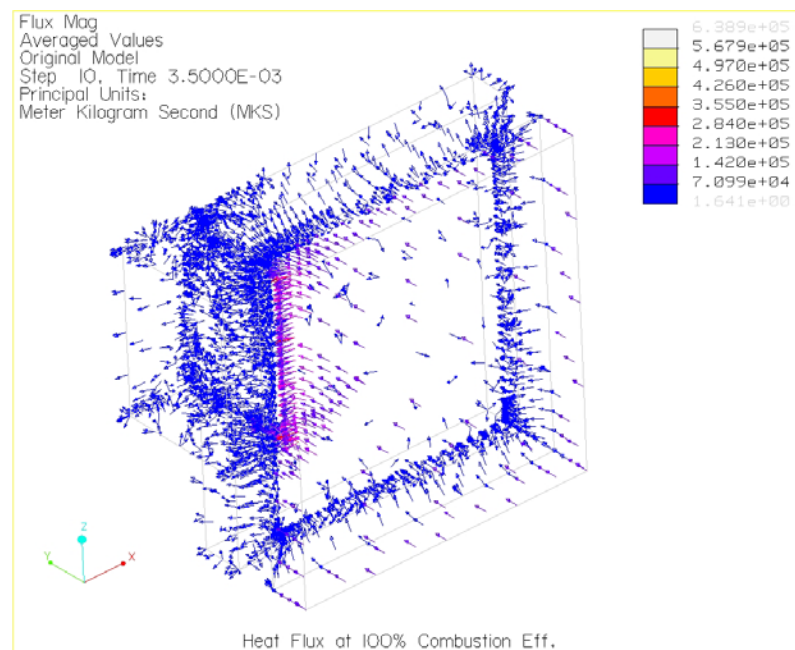 Flux Mag
Averaged Values
Original Model
Step 10, Time 3.5000E-03
Principal Units:
Meter Kilogram Second (MKS)
6.389e+05
5.679e+05
4.970e+05
4.260e+05
3.550e+05
2.840e+05
2.130e+05
1.420e+05
7.099e+04
1.641e+00
Z
Y
X
Heat Flux at 100% Combustion Eff.